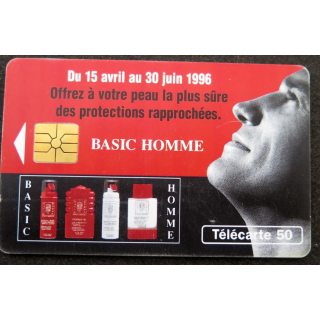 Du 15 avril au 30 juin 1996
Offrez à votre peau la plus sûre
des protections rapprochées.
BASIC HOMME
BASIC
HOMME
Télécarte 50